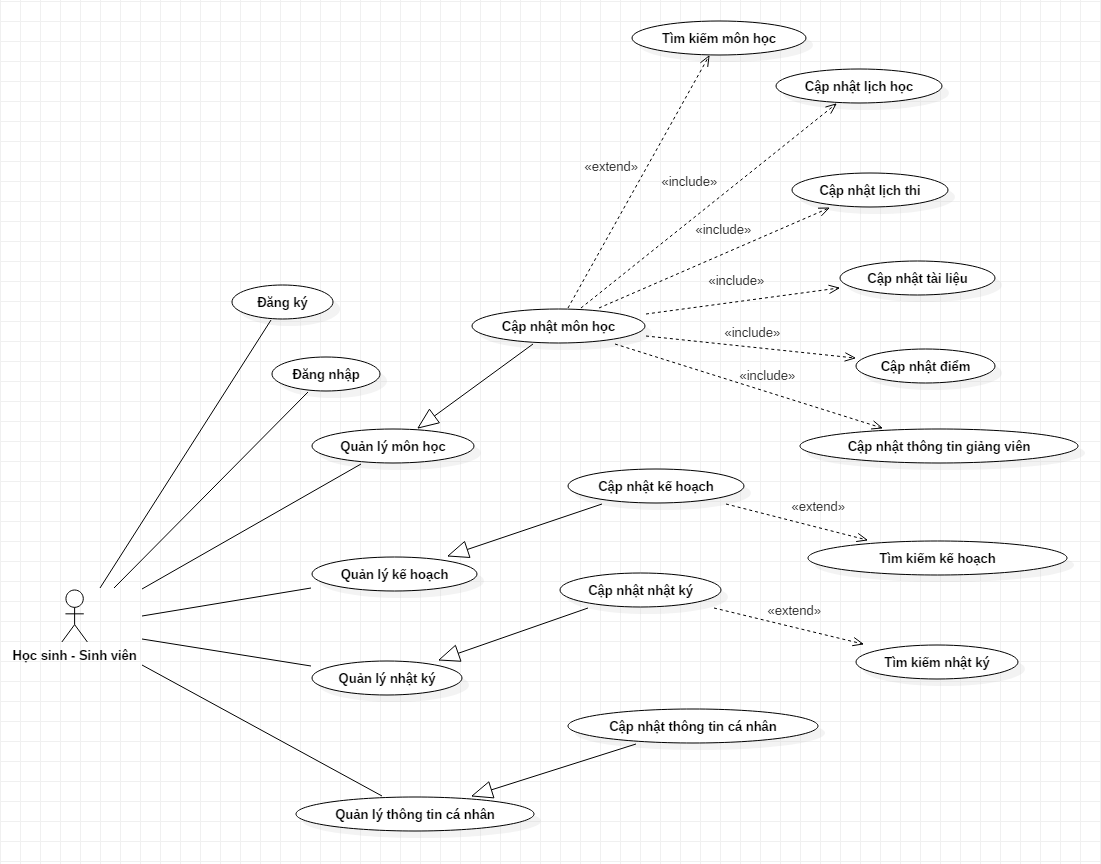 Tìm kiếm môn học
Cập nhật lịch học
«extend»
«include»
Cập nhật lịch thi
«include»
Cập nhật tài liệu
«include»
Đăng ký
Cập nhật môn học
«include»
Cập nhật điểm
Đăng nhập
«include»
Quản lý môn học
Cập nhật thông tin giảng viên
Cập nhật kế hoạch
«extend»
Tìm kiếm kế hoạch
Quản lý kế hoạch
Cập nhật nhật ký
«extend»
Học sinh - Sinh viên
Tìm kiếm nhật ký
Quản lý nhật ký
Cập nhật thông tin cá nhân
Quản lý thông tin cá nhân